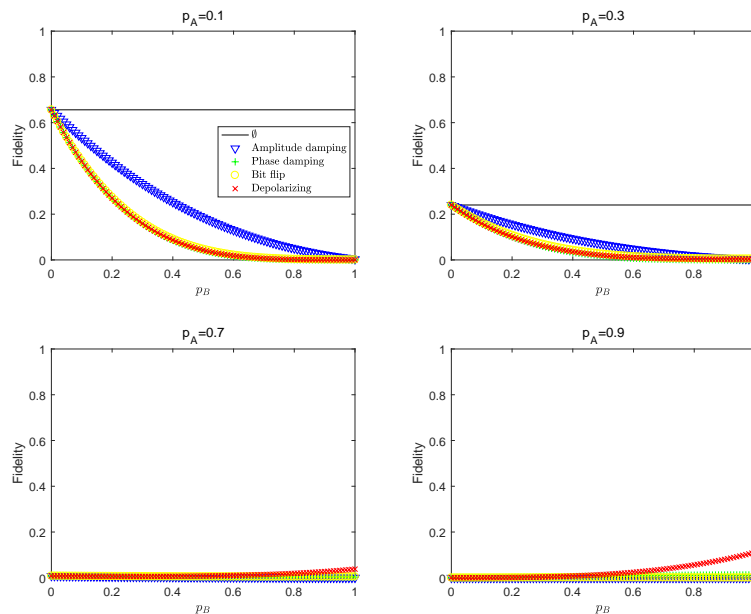 p_A=0.1
1
0.8
0.6
0.4
0.2
0
Fidelity
∅
Amplitude damping
Phase damping
Bit flip
Depolarizing
0 0.2 0.4 0.6 0.8 1
p_B
p_A=0.3
1
0.8
0.6
0.4
0.2
0
Fidelity
0 0.2 0.4 0.6 0.8
p_B
p_A=0.7
1
0.8
0.6
0.4
0.2
0
Fidelity
0 0.2 0.4 0.6 0.8 1
p_B
p_A=0.9
1
0.8
0.6
0.4
0.2
0
Fidelity
0 0.2 0.4 0.6 0.8
p_B